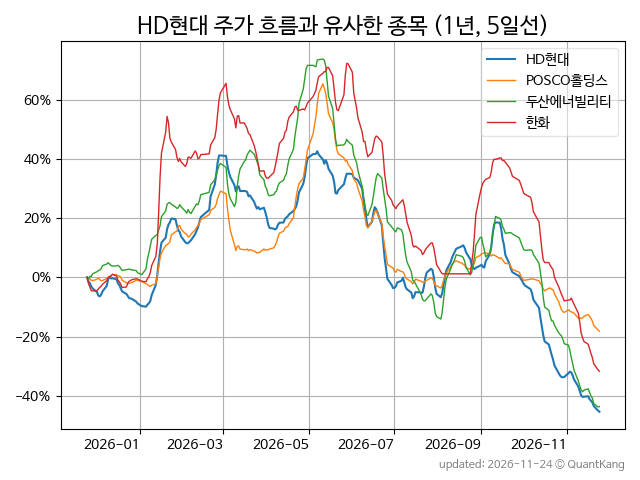 HD현대 주가 흐름과 유사한 종목 (1년, 5일선)
HD현대
POSCO홀딩스
두산에너빌리티
한화
60%
40%
20%
0%
−20%
−40%
2026-01
2026-03
2026-05
2026-07
2026-09
2026-11
updated: 2026-11-24 © QuantKang